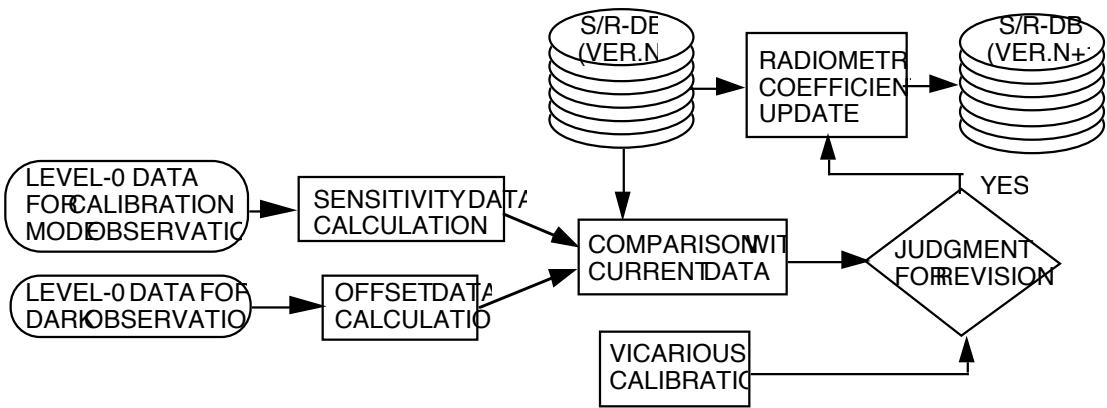 S/R-DE
(VER.N
S/R-DB
(VER.N+
RADIOMETR
COEFFICIEN
UPDATE
LEVEL-0 DATA
FOR CALIBRATION
MODE OBSERVATIO
SENSITIVITY DATA
CALCULATION
COMPARISON WIT
CURRENT DATA
YES
JUDGMENT
FOR REVISION
LEVEL-0 DATA FOR
DARK OBSERVATIO
OFFSET DATA
CALCULATIO
VICARIOUS
CALIBRATIO